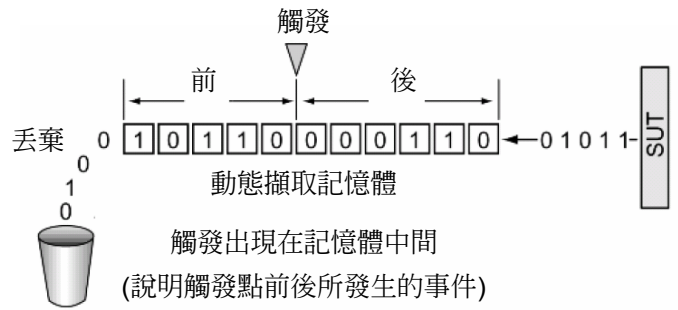 觸發
前 後
丟棄 0 1 0 1 1 0 0 0 0 1 1 0 0 1 0 1 1 SUT
0
1
0
動態擷取記憶體
觸發出現在記憶體中間
(說明觸發點前後所發生的事件)